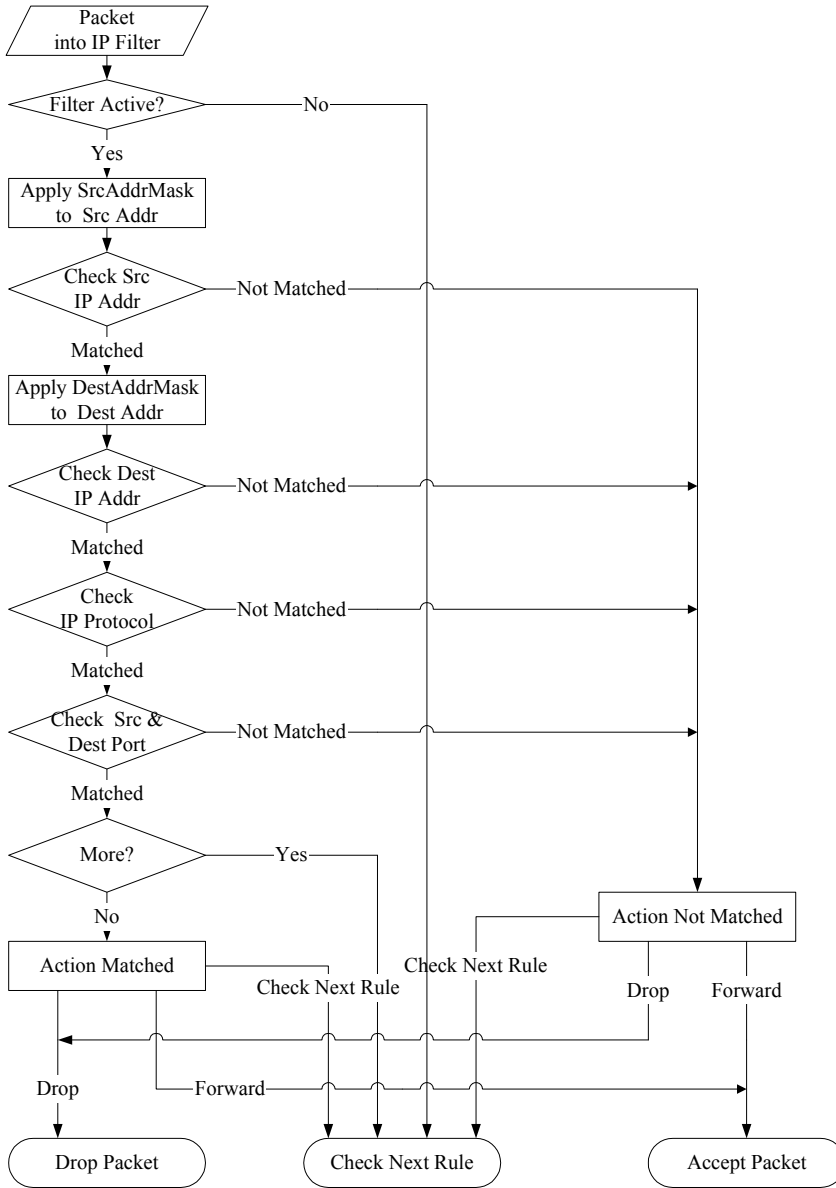 Packet
into IP Filter
Filter Active?
No
Yes
Apply SrcAddrMask
to Src Addr
Check Src
IP Addr
Not Matched
Matched
Apply DestAddrMask
to Dest Addr
Check Dest
IP Addr
Not Matched
Matched
Check
IP Protocol
Not Matched
Matched
Check Src &
Dest Port
Not Matched
Matched
More?
Yes
No
Action Not Matched
Action Matched
Check Next Rule
Check Next Rule
Drop
Forward
Drop
Forward
Drop Packet
Check Next Rule
Accept Packet